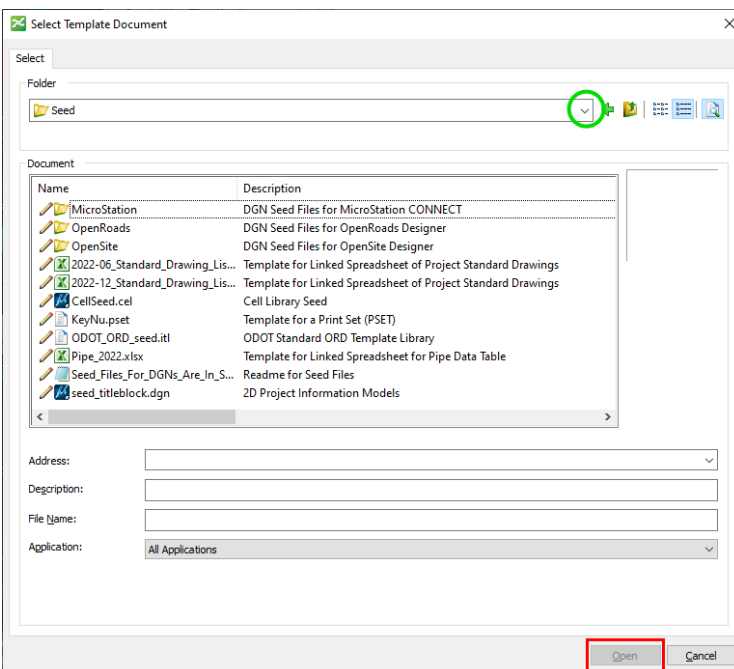 Select Template Document
Select
Folder
Seed
Document
Name Description
MicroStation DGN Seed Files for MicroStation CONNECT
OpenRoads DGN Seed Files for OpenRoads Designer
OpenSite DGN Seed Files for OpenSite Designer
2022-06_Standard_Drawing_Lis... Template for Linked Spreadsheet of Project Standard Drawings
2022-12_Standard_Drawing_Lis... Template for Linked Spreadsheet of Project Standard Drawings
CellSeed.cel Cell Library Seed
KeyNu.pset Template for a Print Set (PSET)
ODOT_ORD_seed.itl ODOT Standard ORD Template Library
Pipe_2022.xlsx Template for Linked Spreadsheet for Pipe Data Table
Seed_Files_For_DGNs_Are_In_S... Readme for Seed Files
seed_titleblock.dgn 2D Project Information Models
Address:
Description:
File Name:
Application: All Applications
Open Cancel